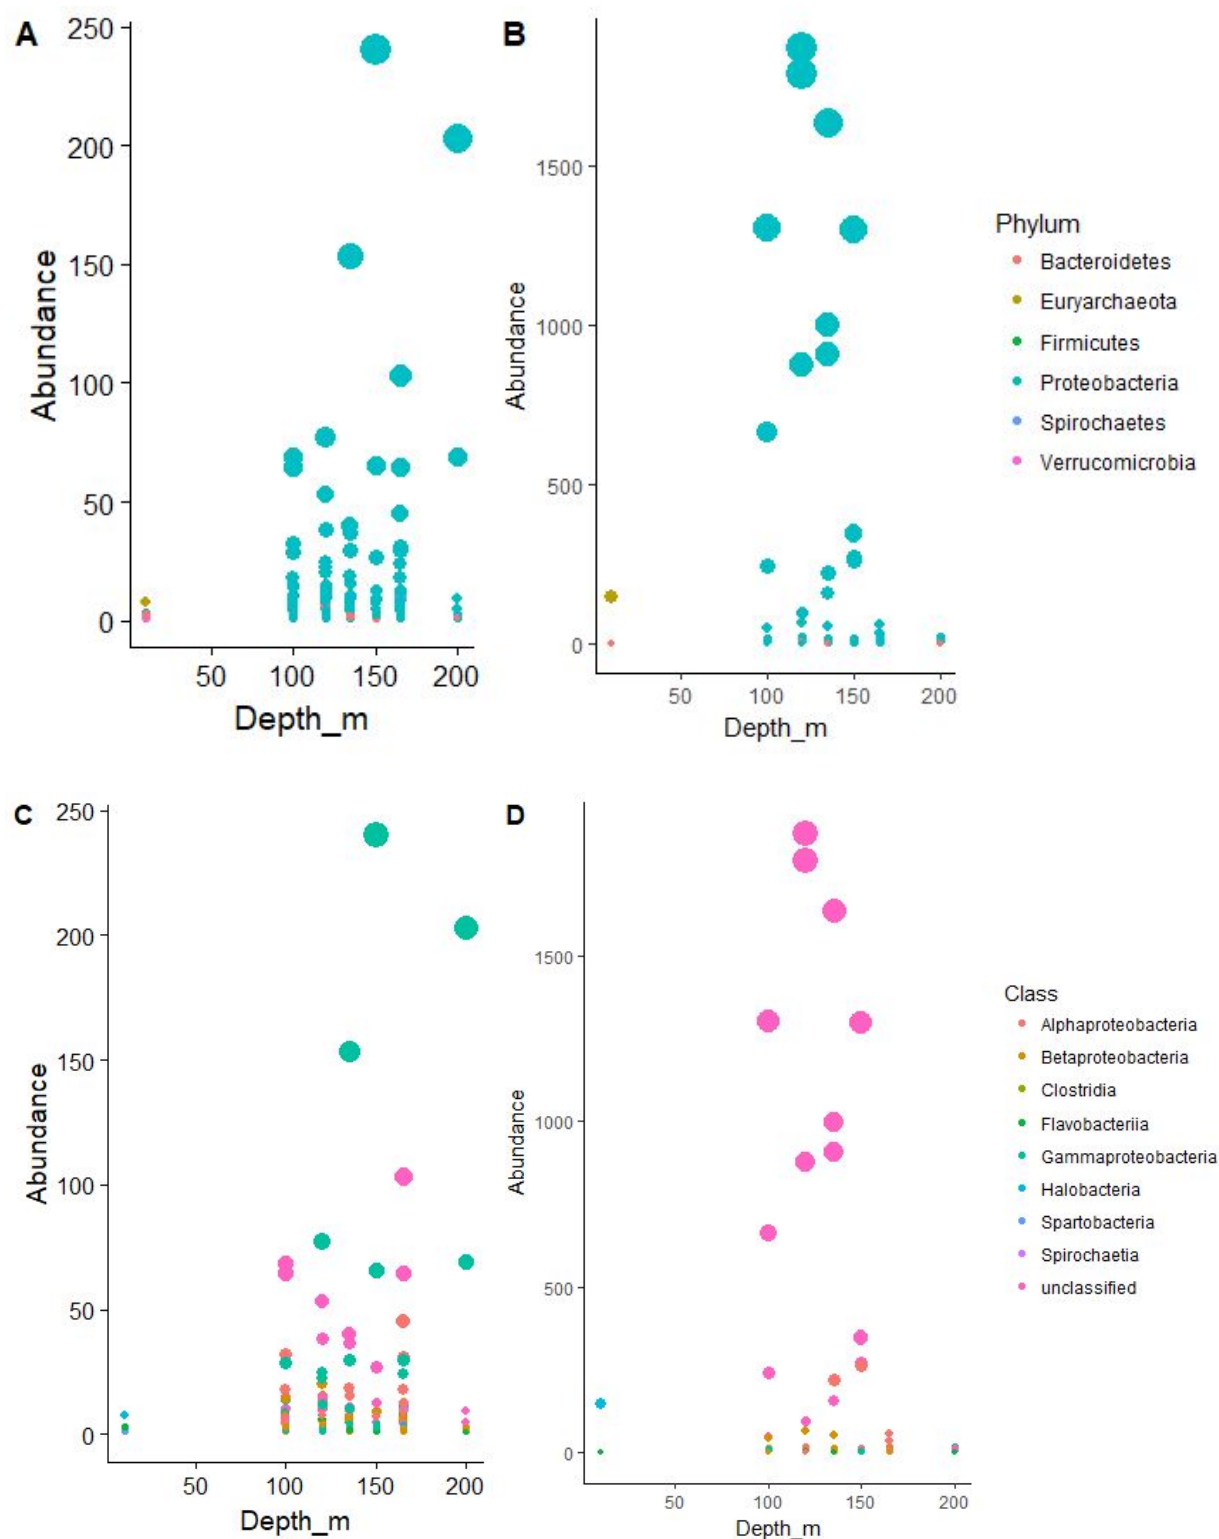 A
250
200
150
100
50
0
Abundance
50 100 150 200
Depth_m
B
1500
1000
500
0
Abundance
50 100 150 200
Depth_m
Phylum
Bacteroidetes
Euryarchaeota
Firmicutes
Proteobacteria
Spirochaetes
Verrucomicrobia
C
250
200
150
100
50
0
Abundance
50 100 150 200
Depth_m
D
1500
1000
500
0
Abundance
50 100 150 200
Depth_m
Class
Alphaproteobacteria
Betaproteobacteria
Clostridia
Flavobacteriia
Gammaproteobacteria
Halobacteria
Spartobacteria
Spirochaetia
unclassified